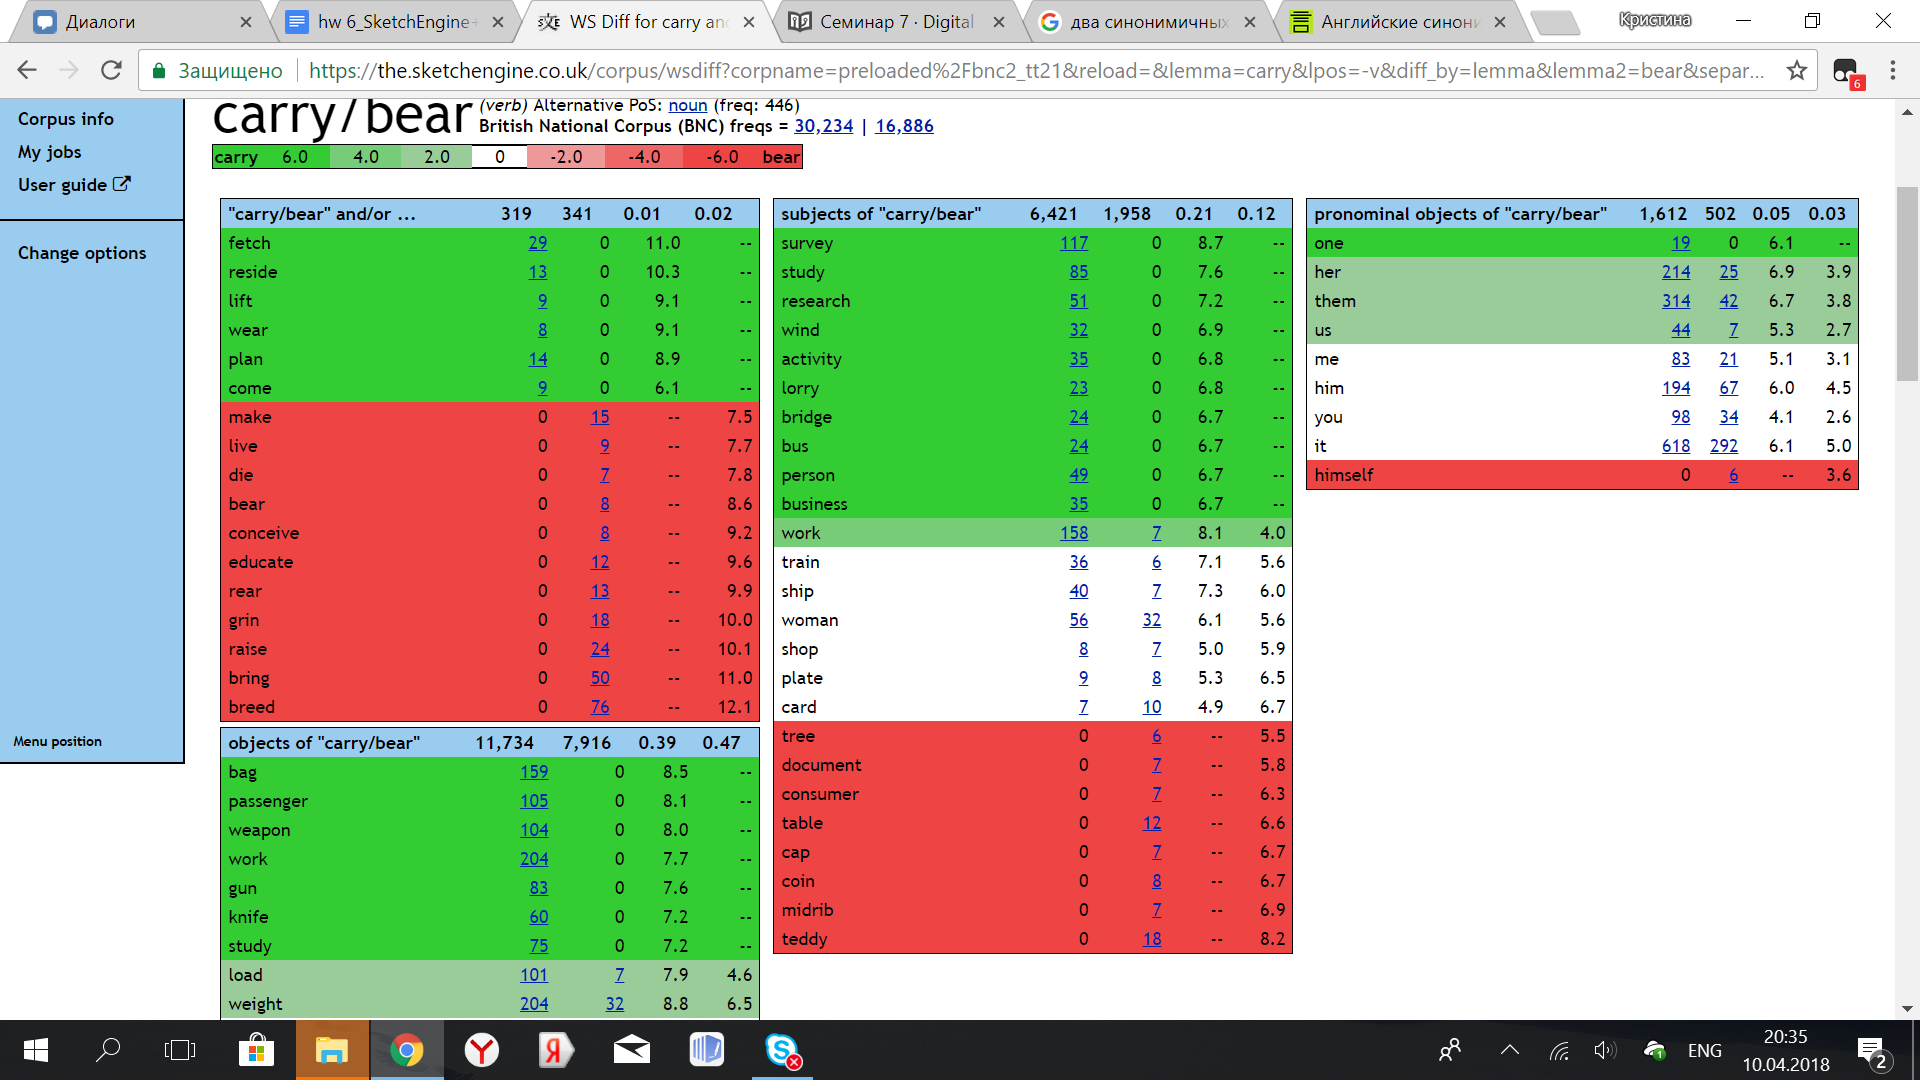 Диалоги
hw 6_SketchEngine+
WS Diff for carry and
Семинар 7 · Digital
два синонимичных
Английские синони
Кристина
Защищено
https://the.sketchengine.co.uk/corpus/wsdiff?corpname=preloaded%2Fbnc2_tt21&reload=&lemma=carry&lpos=-v&diff_by=lemma&lemma2=bear&separ...
6
Corpus info
My jobs
User guide
Change options
Menu position
carry/bear (verb) Alternative PoS: noun (freq: 446)
British National Corpus (BNC) freqs = 30,234 | 16,886
carry 6.0 4.0 2.0 0 -2.0 -4.0 -6.0 bear
"carry/bear" and/or ... 319 341 0.01 0.02
fetch 29 0 11.0 --
reside 13 0 10.3 --
lift 9 0 9.1 --
wear 8 0 9.1 --
plan 14 0 8.9 --
come 9 0 6.1 --
make 0 15 -- 7.5
live 0 9 -- 7.7
die 0 7 -- 7.8
bear 0 8 -- 8.6
conceive 0 8 -- 9.2
educate 0 12 -- 9.6
rear 0 13 -- 9.9
grin 0 18 -- 10.0
raise 0 24 -- 10.1
bring 0 50 -- 11.0
breed 0 76 -- 12.1
objects of "carry/bear" 11,734 7,916 0.39 0.47
bag 159 0 8.5 --
passenger 105 0 8.1 --
weapon 104 0 8.0 --
work 204 0 7.7 --
gun 83 0 7.6 --
knife 60 0 7.2 --
study 75 0 7.2 --
load 101 7 7.9 4.6
weight 204 32 8.8 6.5
subjects of "carry/bear" 6,421 1,958 0.21 0.12
survey 117 0 8.7 --
study 85 0 7.6 --
research 51 0 7.2 --
wind 32 0 6.9 --
activity 35 0 6.8 --
lorry 23 0 6.8 --
bridge 24 0 6.7 --
bus 24 0 6.7 --
person 49 0 6.7 --
business 35 0 6.7 --
work 158 7 8.1 4.0
train 36 6 7.1 5.6
ship 40 7 7.3 6.0
woman 56 32 6.1 5.6
shop 8 7 5.0 5.9
plate 9 8 5.3 6.5
card 7 10 4.9 6.7
tree 0 6 -- 5.5
document 0 7 -- 5.8
consumer 0 7 -- 6.3
table 0 12 -- 6.6
cap 0 7 -- 6.7
coin 0 8 -- 6.7
midrib 0 7 -- 6.9
teddy 0 18 -- 8.2
pronominal objects of "carry/bear" 1,612 502 0.05 0.03
one 19 0 6.1 --
her 214 25 6.9 3.9
them 314 42 6.7 3.8
us 44 7 5.3 2.7
me 83 21 5.1 3.1
him 194 67 6.0 4.5
you 98 34 4.1 2.6
it 618 292 6.1 5.0
himself 0 6 -- 3.6
ENG
20:35
10.04.2018
2